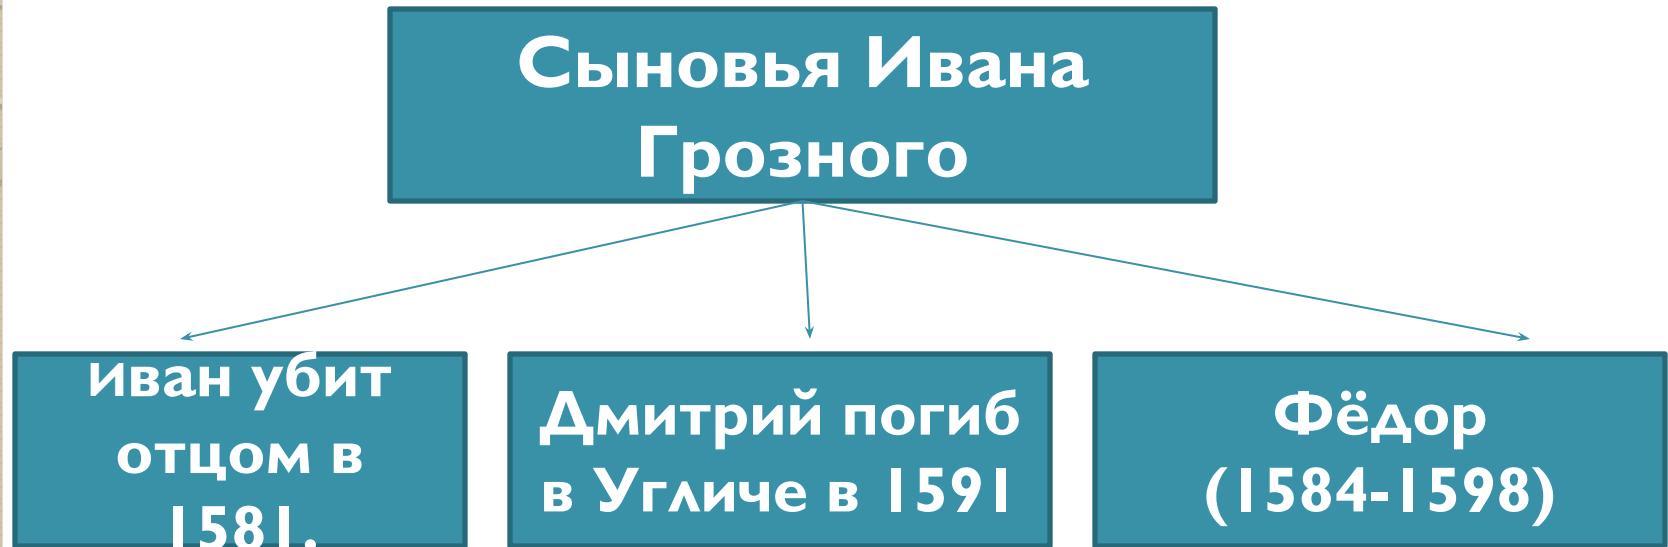 Сыновья Ивана
Грозного
Иван убит
отцом в
1581.
Дмитрий погиб
в Угличе в 1591
Фёдор
(1584-1598)